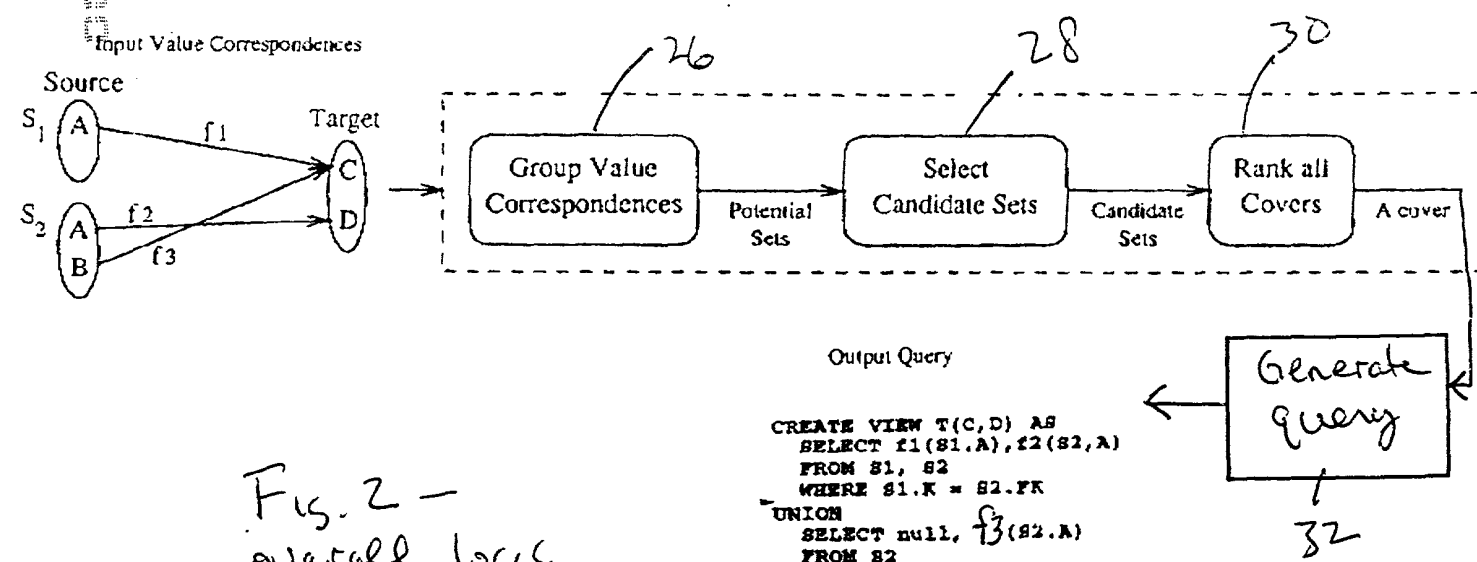 Input Value Correspondences
26
28
30
Source
S1
A
f1
Target
C
D
S2
A
B
f2
f3
Group Value
Correspondences
Potential
Sets
Select
Candidate Sets
Candidate
Sets
Rank all
Covers
A cover
Output Query
Generate
query
32
CREATE VIEW T(C,D) AS
SELECT f1(S1.A),f2(S2,A)
FROM S1, S2
WHERE S1.K = S2.FK
UNION
SELECT null, f3(S2.A)
FROM S2
Fig. 2 –
overall logic